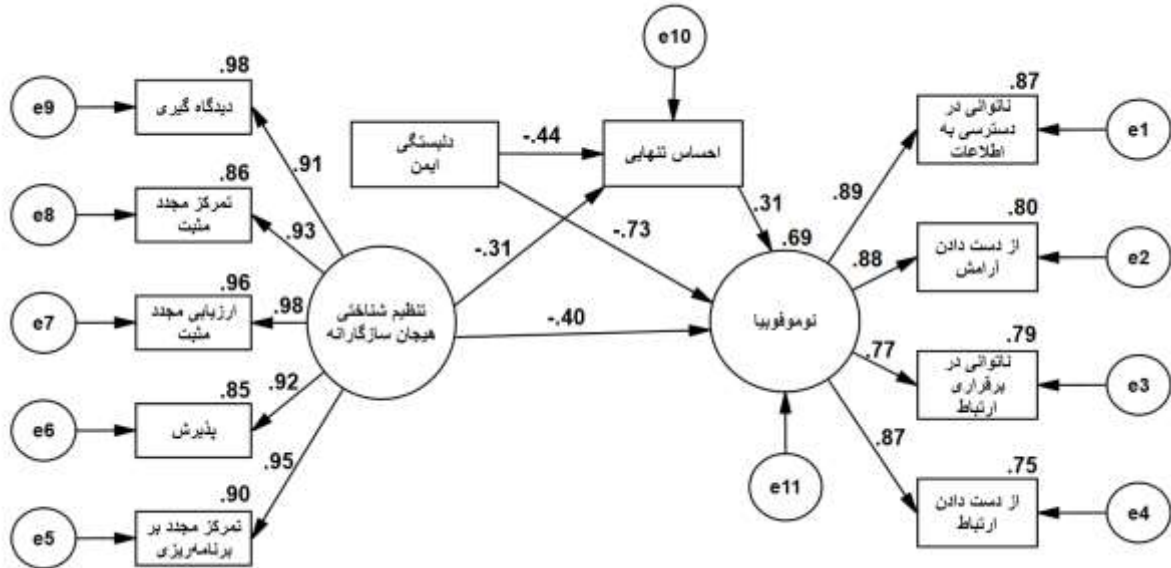 e10
.98
.87
e9
دیدگاه گیری
ناتوانی در
دسترسی به
اطلاعات
e1
دلبستگی
ایمن
-.44
احساس تنهایی
.91
.86
.89
.80
e8
تمرکز مجدد
مثبت
.93
-.31
-.73
.31
.69
.88
از دست دادن
آرامش
e2
.96
e7
ارزیابی مجدد
مثبت
.98
تنظیم شناختی
هیجان سازگارانه
-.40
نوموفوبیا
.79
.77
ناتوانی در
برقراری
ارتباط
e3
.85
.92
e6
پذیرش
.87
.95
.75
.90
e11
از دست دادن
ارتباط
e4
e5
تمرکز مجدد بر
برنامه‌ریزی